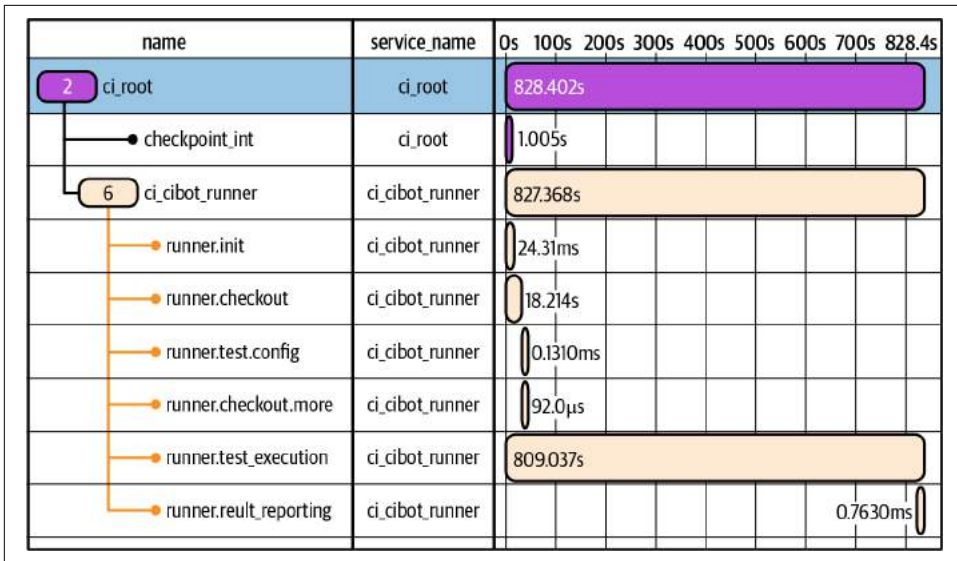 name service_name 0s 100s 200s 300s 400s 500s 600s 700s 828.4s
2 ci_root ci_root 828.402s
checkpoint_int ci_root 1.005s
6 ci_cibot_runner ci_cibot_runner 827.368s
runner.init ci_cibot_runner 24.31ms
runner.checkout ci_cibot_runner 18.214s
runner.test.config ci_cibot_runner 0.1310ms
runner.checkout.more ci_cibot_runner 92.0µs
runner.test_execution ci_cibot_runner 809.037s
runner.reult_reporting ci_cibot_runner 0.7630ms